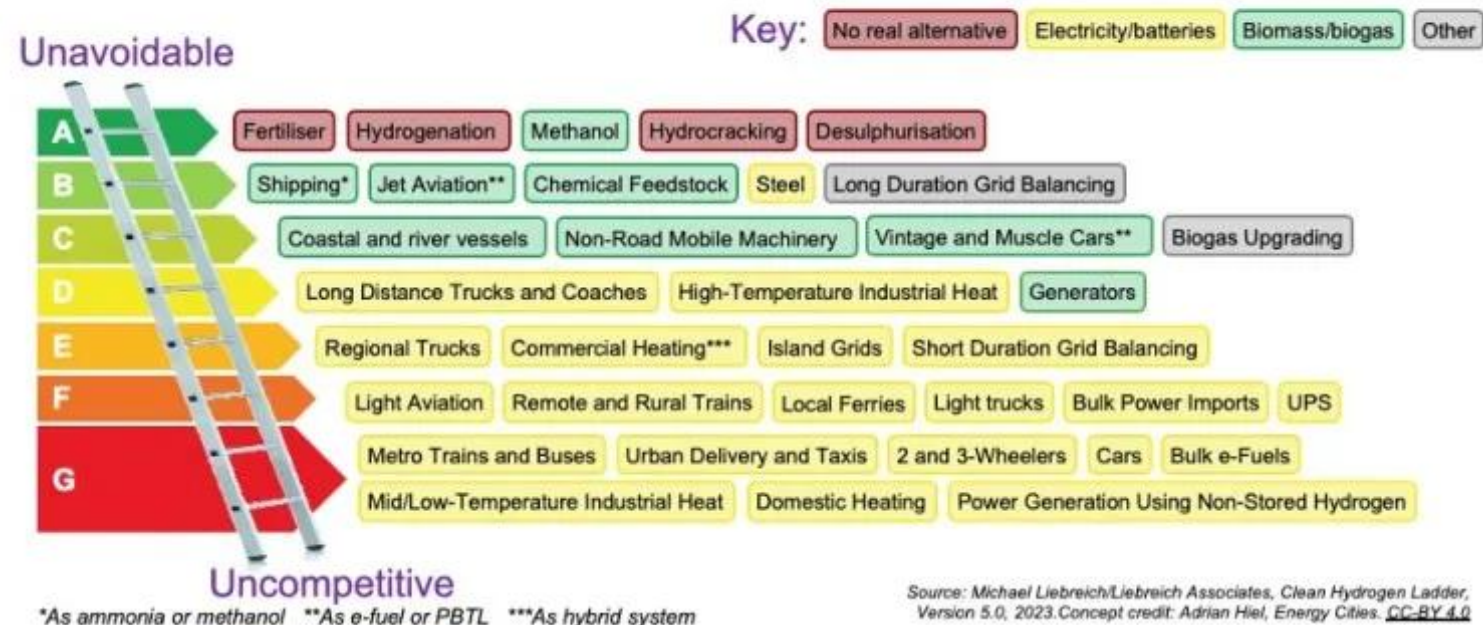 Key: No real alternative Electricity/batteries Biomass/biogas Other
Unavoidable
A Fertiliser Hydrogenation Methanol Hydrocracking Desulphurisation
B Shipping* Jet Aviation** Chemical Feedstock Steel Long Duration Grid Balancing
C Coastal and river vessels Non-Road Mobile Machinery Vintage and Muscle Cars** Biogas Upgrading
D Long Distance Trucks and Coaches High-Temperature Industrial Heat Generators
E Regional Trucks Commercial Heating*** Island Grids Short Duration Grid Balancing
F Light Aviation Remote and Rural Trains Local Ferries Light trucks Bulk Power Imports UPS
G Metro Trains and Buses Urban Delivery and Taxis 2 and 3-Wheelers Cars Bulk e-Fuels
Mid/Low-Temperature Industrial Heat Domestic Heating Power Generation Using Non-Stored Hydrogen
Uncompetitive
*As ammonia or methanol **As e-fuel or PBTL ***As hybrid system
Source: Michael Liebreich/Liebreich Associates, Clean Hydrogen Ladder,
Version 5.0, 2023.Concept credit: Adrian Hiel, Energy Cities. CC-BY 4.0